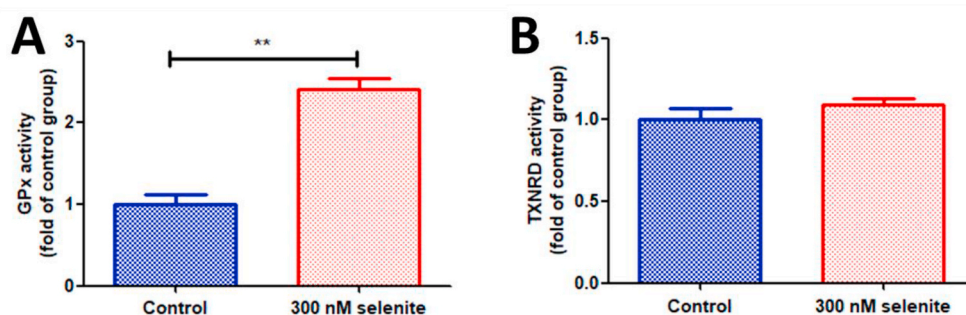 A
GPx activity
(fold of control group)
3
2
1
0
**
Control
300 nM selenite
B
TXNRD activity
(fold of control group)
1.5
1.0
0.5
0.0
Control
300 nM selenite